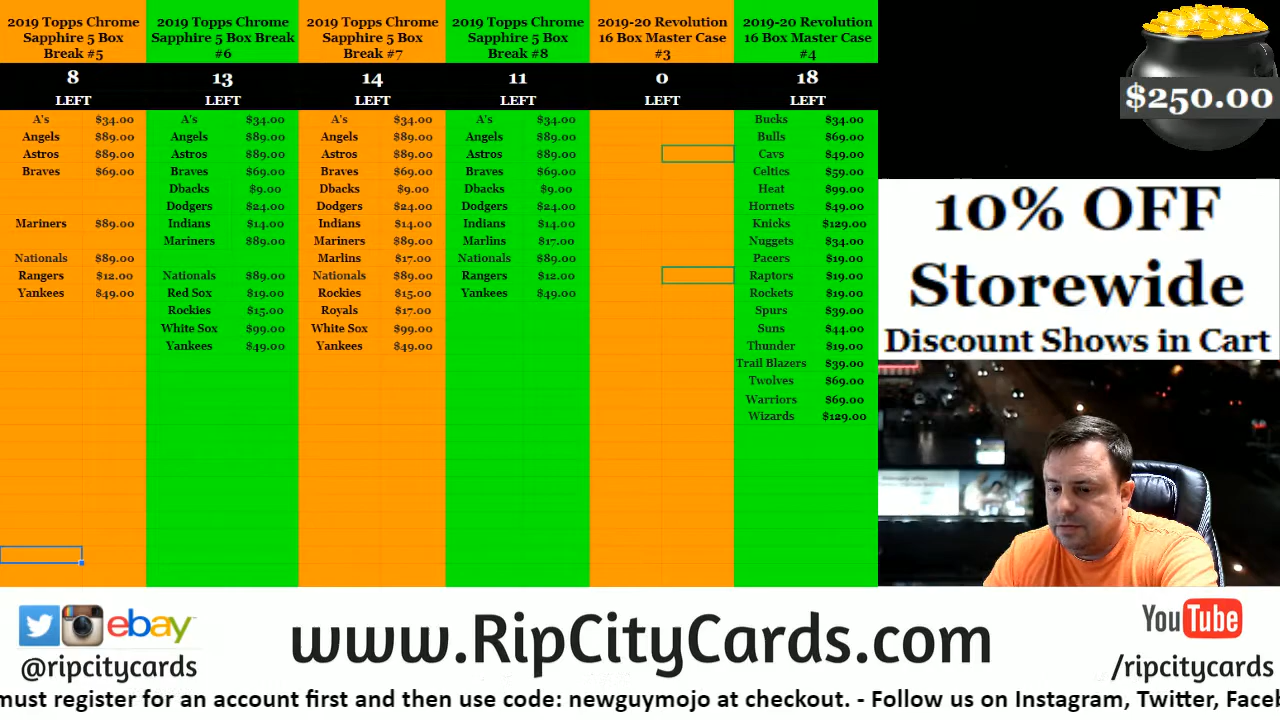 2019 Topps Chrome
Sapphire 5 Box
Break #5
8
LEFT
A's $34.00
Angels $89.00
Astros $89.00
Braves $69.00
Mariners $89.00
Nationals $89.00
Rangers $12.00
Yankees $49.00
2019 Topps Chrome
Sapphire 5 Box Break
#6
13
LEFT
A's $34.00
Angels $89.00
Astros $89.00
Braves $69.00
Dbacks $9.00
Dodgers $24.00
Indians $14.00
Mariners $89.00
Nationals $89.00
Red Sox $19.00
Rockies $15.00
White Sox $99.00
Yankees $49.00
2019 Topps Chrome
Sapphire 5 Box
Break #7
14
LEFT
A's $34.00
Angels $89.00
Astros $89.00
Braves $69.00
Dbacks $9.00
Dodgers $24.00
Indians $14.00
Mariners $89.00
Marlins $17.00
Nationals $89.00
Rockies $15.00
Royals $17.00
White Sox $99.00
Yankees $49.00
2019 Topps Chrome
Sapphire 5 Box
Break #8
11
LEFT
A's $34.00
Angels $89.00
Astros $89.00
Braves $69.00
Dbacks $9.00
Dodgers $24.00
Indians $14.00
Marlins $17.00
Nationals $89.00
Rangers $12.00
Yankees $49.00
2019-20 Revolution
16 Box Master Case
#3
0
LEFT
2019-20 Revolution
16 Box Master Case
#4
18
LEFT
Bucks $34.00
Bulls $69.00
Cavs $49.00
Celtics $59.00
Heat $99.00
Hornets $49.00
Knicks $129.00
Nuggets $34.00
Pacers $19.00
Raptors $19.00
Rockets $19.00
Spurs $39.00
Suns $44.00
Thunder $19.00
Trail Blazers $39.00
Twolves $69.00
Warriors $69.00
Wizards $129.00
$250.00
10% OFF
Storewide
Discount Shows in Cart
ebay
@ripcitycards
www.RipCityCards.com
YouTube
/ripcitycards
must register for an account first and then use code: newguymojo at checkout. - Follow us on Instagram, Twitter, Faceb